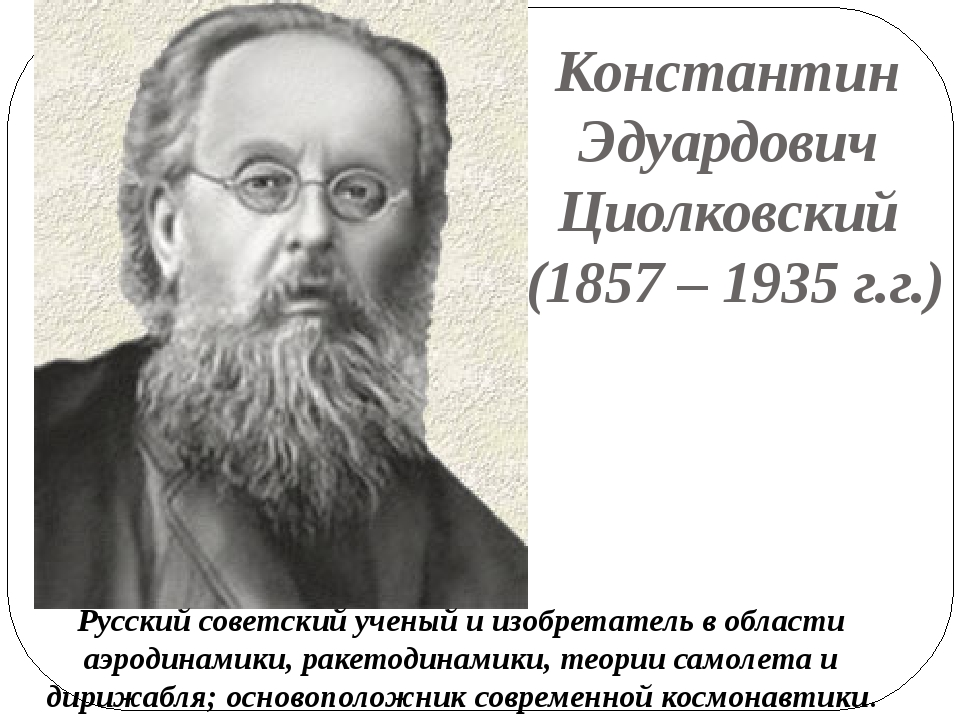 Константин
Эдуардович
Циолковский
(1857 – 1935 г.г.)
Русский советский ученый и изобретатель в области
аэродинамики, ракетодинамики, теории самолета и
дирижабля; основоположник современной космонавтики.